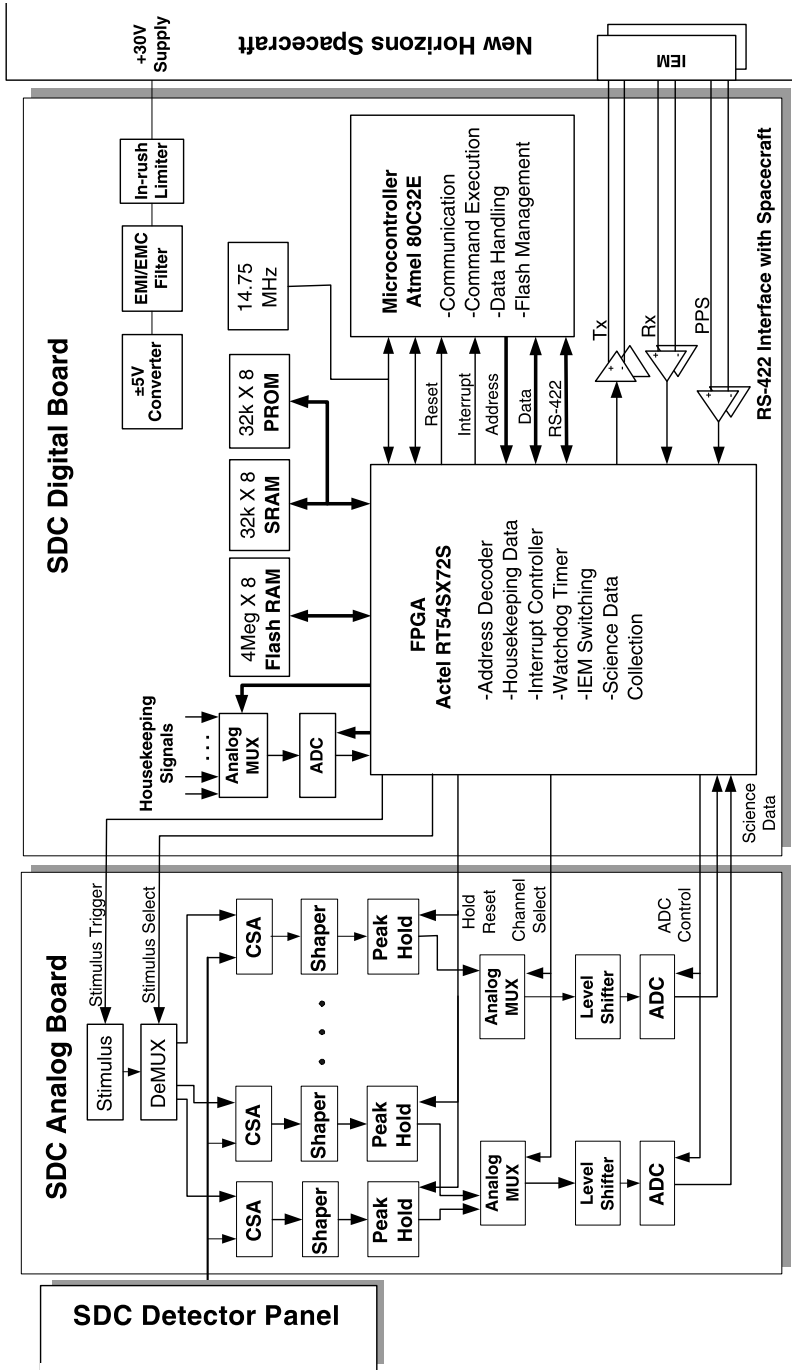 SDC Detector Panel
SDC Analog Board
Stimulus
DeMUX
Stimulus Trigger
Stimulus Select
CSA
Shaper
Peak
Hold
CSA
Shaper
Peak
Hold
. . .
CSA
Shaper
Peak
Hold
Hold
Reset
Channel
Select
Analog
MUX
Level
Shifter
ADC
Analog
MUX
Level
Shifter
ADC
ADC
Control
SDC Digital Board
Housekeeping
Signals
. . .
Analog
MUX
ADC
4Meg X 8
Flash RAM
32k X 8
SRAM
32k X 8
PROM
14.75
MHz
±5V
Converter
EMI/EMC
Filter
In-rush
Limiter
+30V
Supply
FPGA
Actel RT54SX72S
-Address Decoder
-Housekeeping Data
-Interrupt Controller
-Watchdog Timer
-IEM Switching
-Science Data
Collection
Science
Data
Reset
Interrupt
Address
Data
RS-422
Microcontroller
Atmel 80C32E
-Communication
-Command Execution
-Data Handling
-Flash Management
Tx
+
-
Rx
+
-
PPS
+
-
RS-422 Interface with Spacecraft
New Horizons Spacecraft
IEM